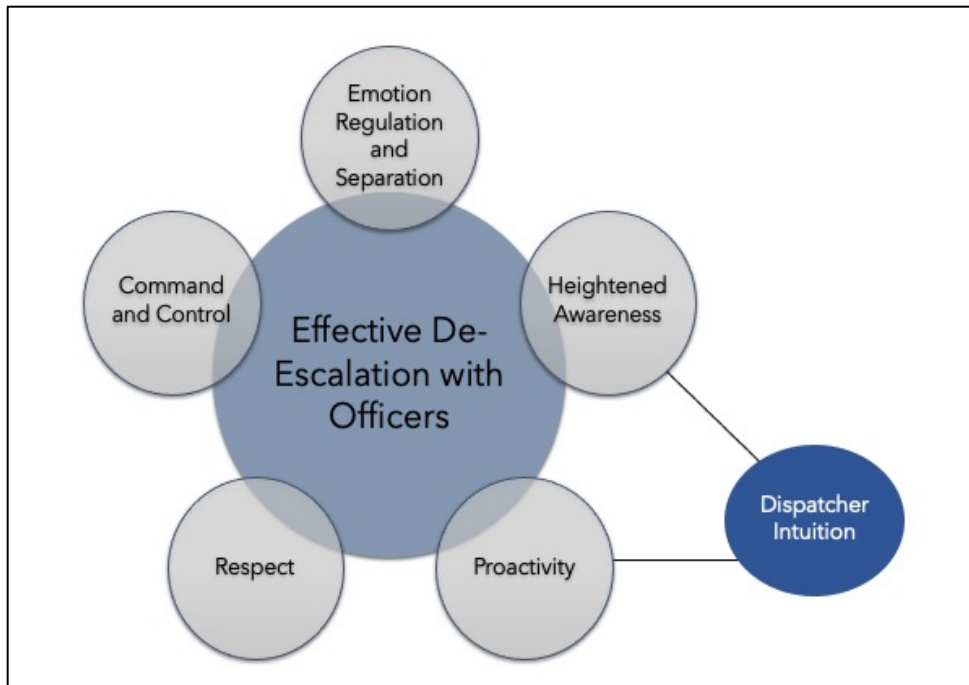 Emotion
Regulation
and
Separation
Command
and Control
Heightened
Awareness
Effective De-
Escalation with
Officers
Dispatcher
Intuition
Respect
Proactivity